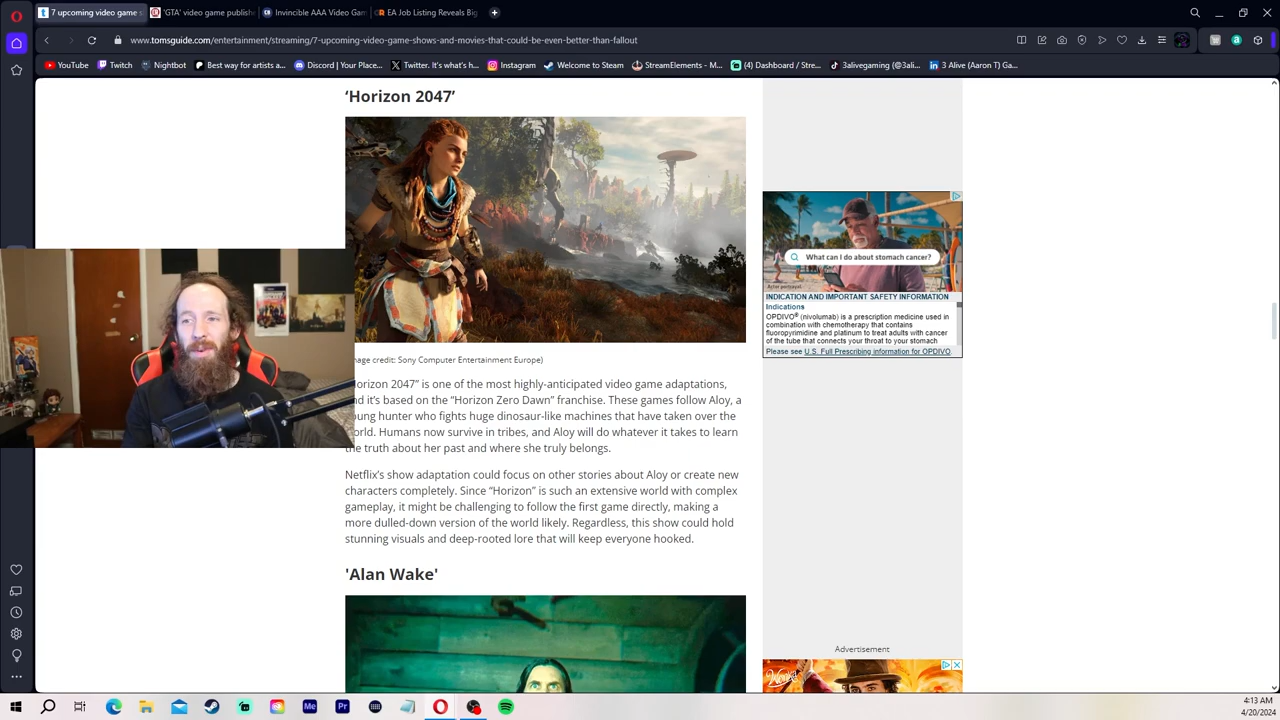 7 upcoming video game s
'GTA' video game publishe
Invincible AAA Video Gam
EA Job Listing Reveals Big
www.tomsguide.com/entertainment/streaming/7-upcoming-video-game-shows-and-movies-that-could-be-even-better-than-fallout
YouTube
Twitch
Nightbot
Best way for artists a...
Discord | Your Place...
Twitter. It's what's h...
Instagram
Welcome to Steam
StreamElements - M...
(4) Dashboard / Stre...
3alivegaming (@3ali...
3 Alive (Aaron T) Ga...
'Horizon 2047'
What can I do about stomach cancer?
INDICATION AND IMPORTANT SAFETY INFORMATION
Indications
OPDIVO® (nivolumab) is a prescription medicine used in
combination with chemotherapy that contains
fluoropyrimidine and platinum to treat adults with cancer
of the tube that connects your throat to your stomach
Please see U.S. Full Prescribing information for OPDIVO
mage credit: Sony Computer Entertainment Europe)
orizon 2047" is one of the most highly-anticipated video game adaptations,
nd it's based on the "Horizon Zero Dawn" franchise. These games follow Aloy, a
oung hunter who fights huge dinosaur-like machines that have taken over the
orld. Humans now survive in tribes, and Aloy will do whatever it takes to learn
the truth about her past and where she truly belongs.
Netflix's show adaptation could focus on other stories about Aloy or create new
characters completely. Since "Horizon" is such an extensive world with complex
gameplay, it might be challenging to follow the first game directly, making a
more dulled-down version of the world likely. Regardless, this show could hold
stunning visuals and deep-rooted lore that will keep everyone hooked.
'Alan Wake'
Advertisement
4:13 AM
4/20/2024